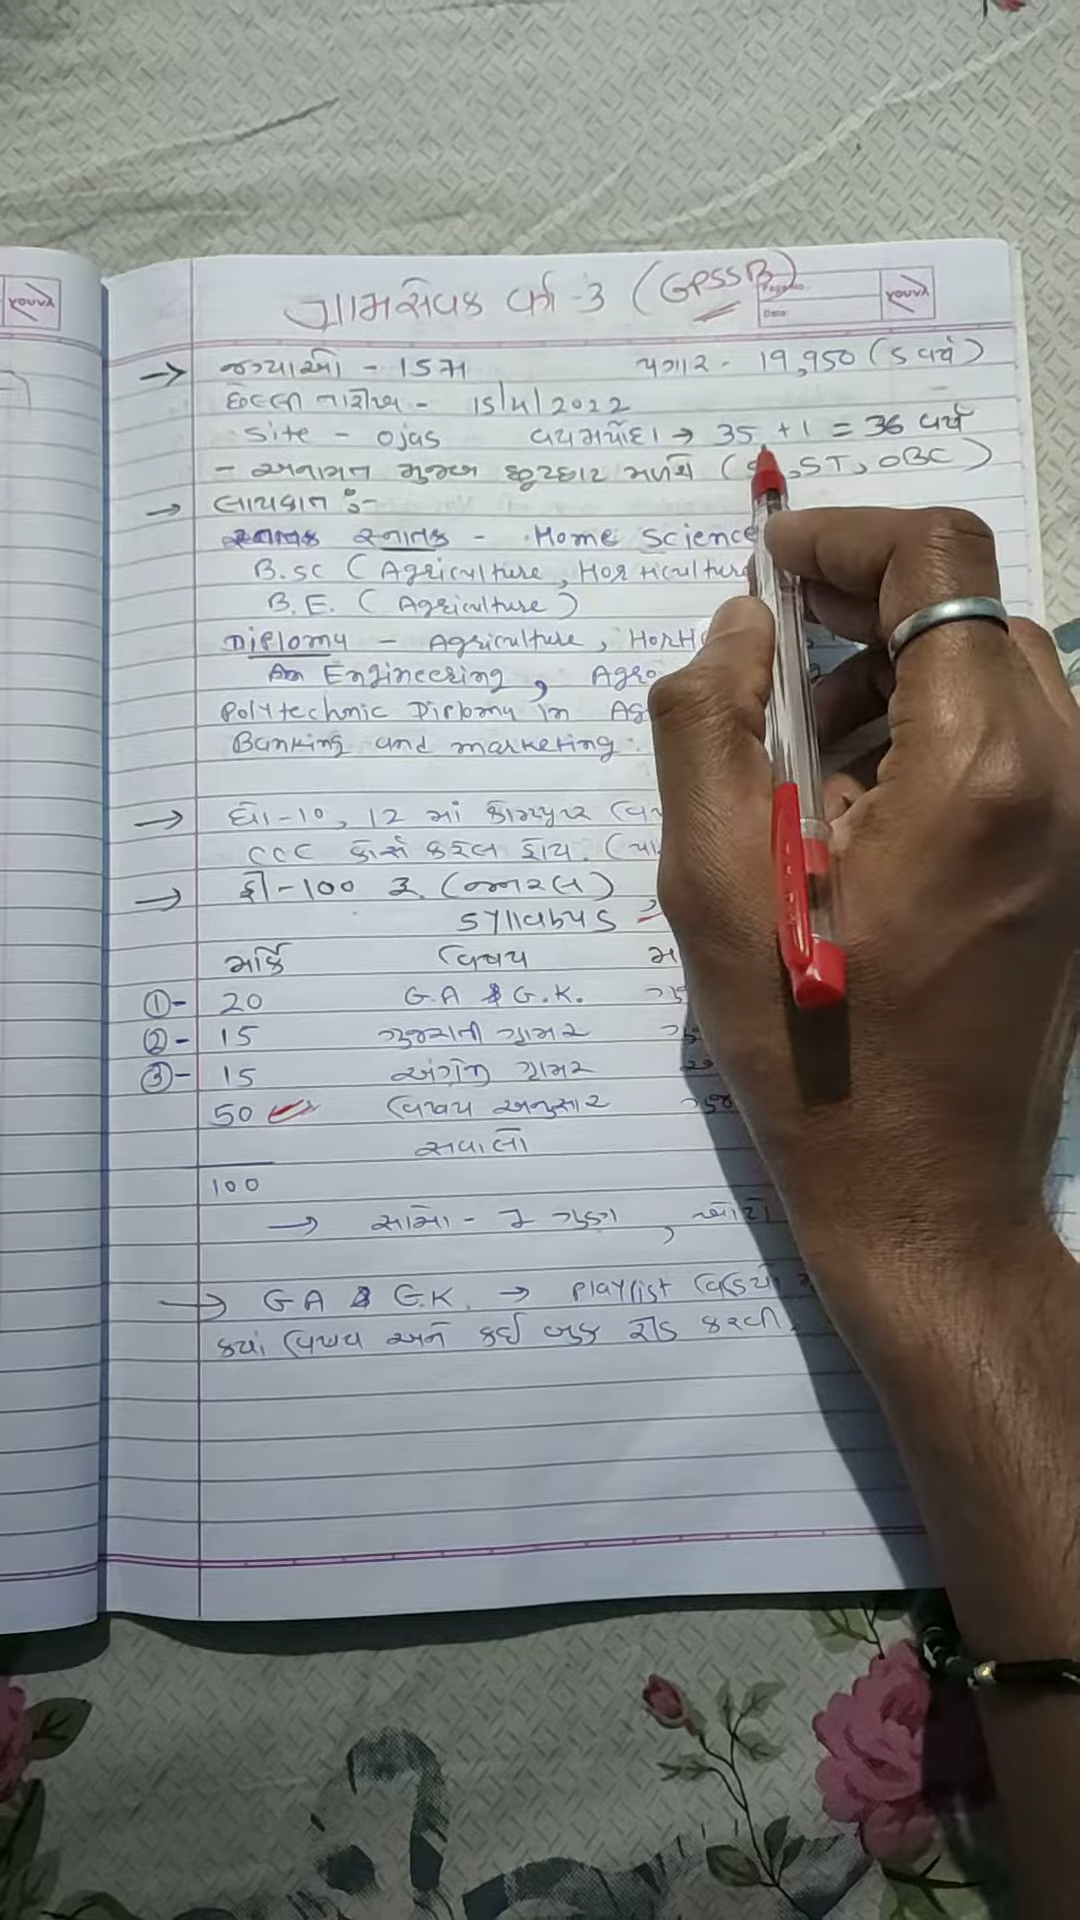 ગ્રામસેવક વર્ગ-3 (GPSSB)
youva
youva
→ જગ્યાઓ - 1571 પગાર - 19,950 (5 વર્ષ)
છેલ્લી તારીખ - 15/4/2022
Site - Ojas વયમર્યાદા → 35 + 1 = 36 વર્ષ
- અનામત મુજબ છૂટછાટ મળશે ( , ST, OBC )
→ લાયકાત :-
સ્નાતક - Home Science
B.sc ( Agriculture, Horticulture
B.E. ( Agriculture )
Diploma - Agriculture,
Engineering,
Polytechnic Diploma in
Banking and marketing.
→ ધો-10, 12 માં કોમ્પ્યુટર
CCC કોર્સ કરેલ હોય.
→ ફી-100 રૂ. (જનરલ)
Syllabus
માર્ક વિષય
①- 20 G.A & G.K.
②- 15 ગુજરાતી ગ્રામર
③- 15 અંગ્રેજી ગ્રામર
50 વિષય અનુસાર
સવાલો
100
→
→ GA & G.K. → Playlist
કયાં વિષય અને કઈ બુક રીડ કરવી.